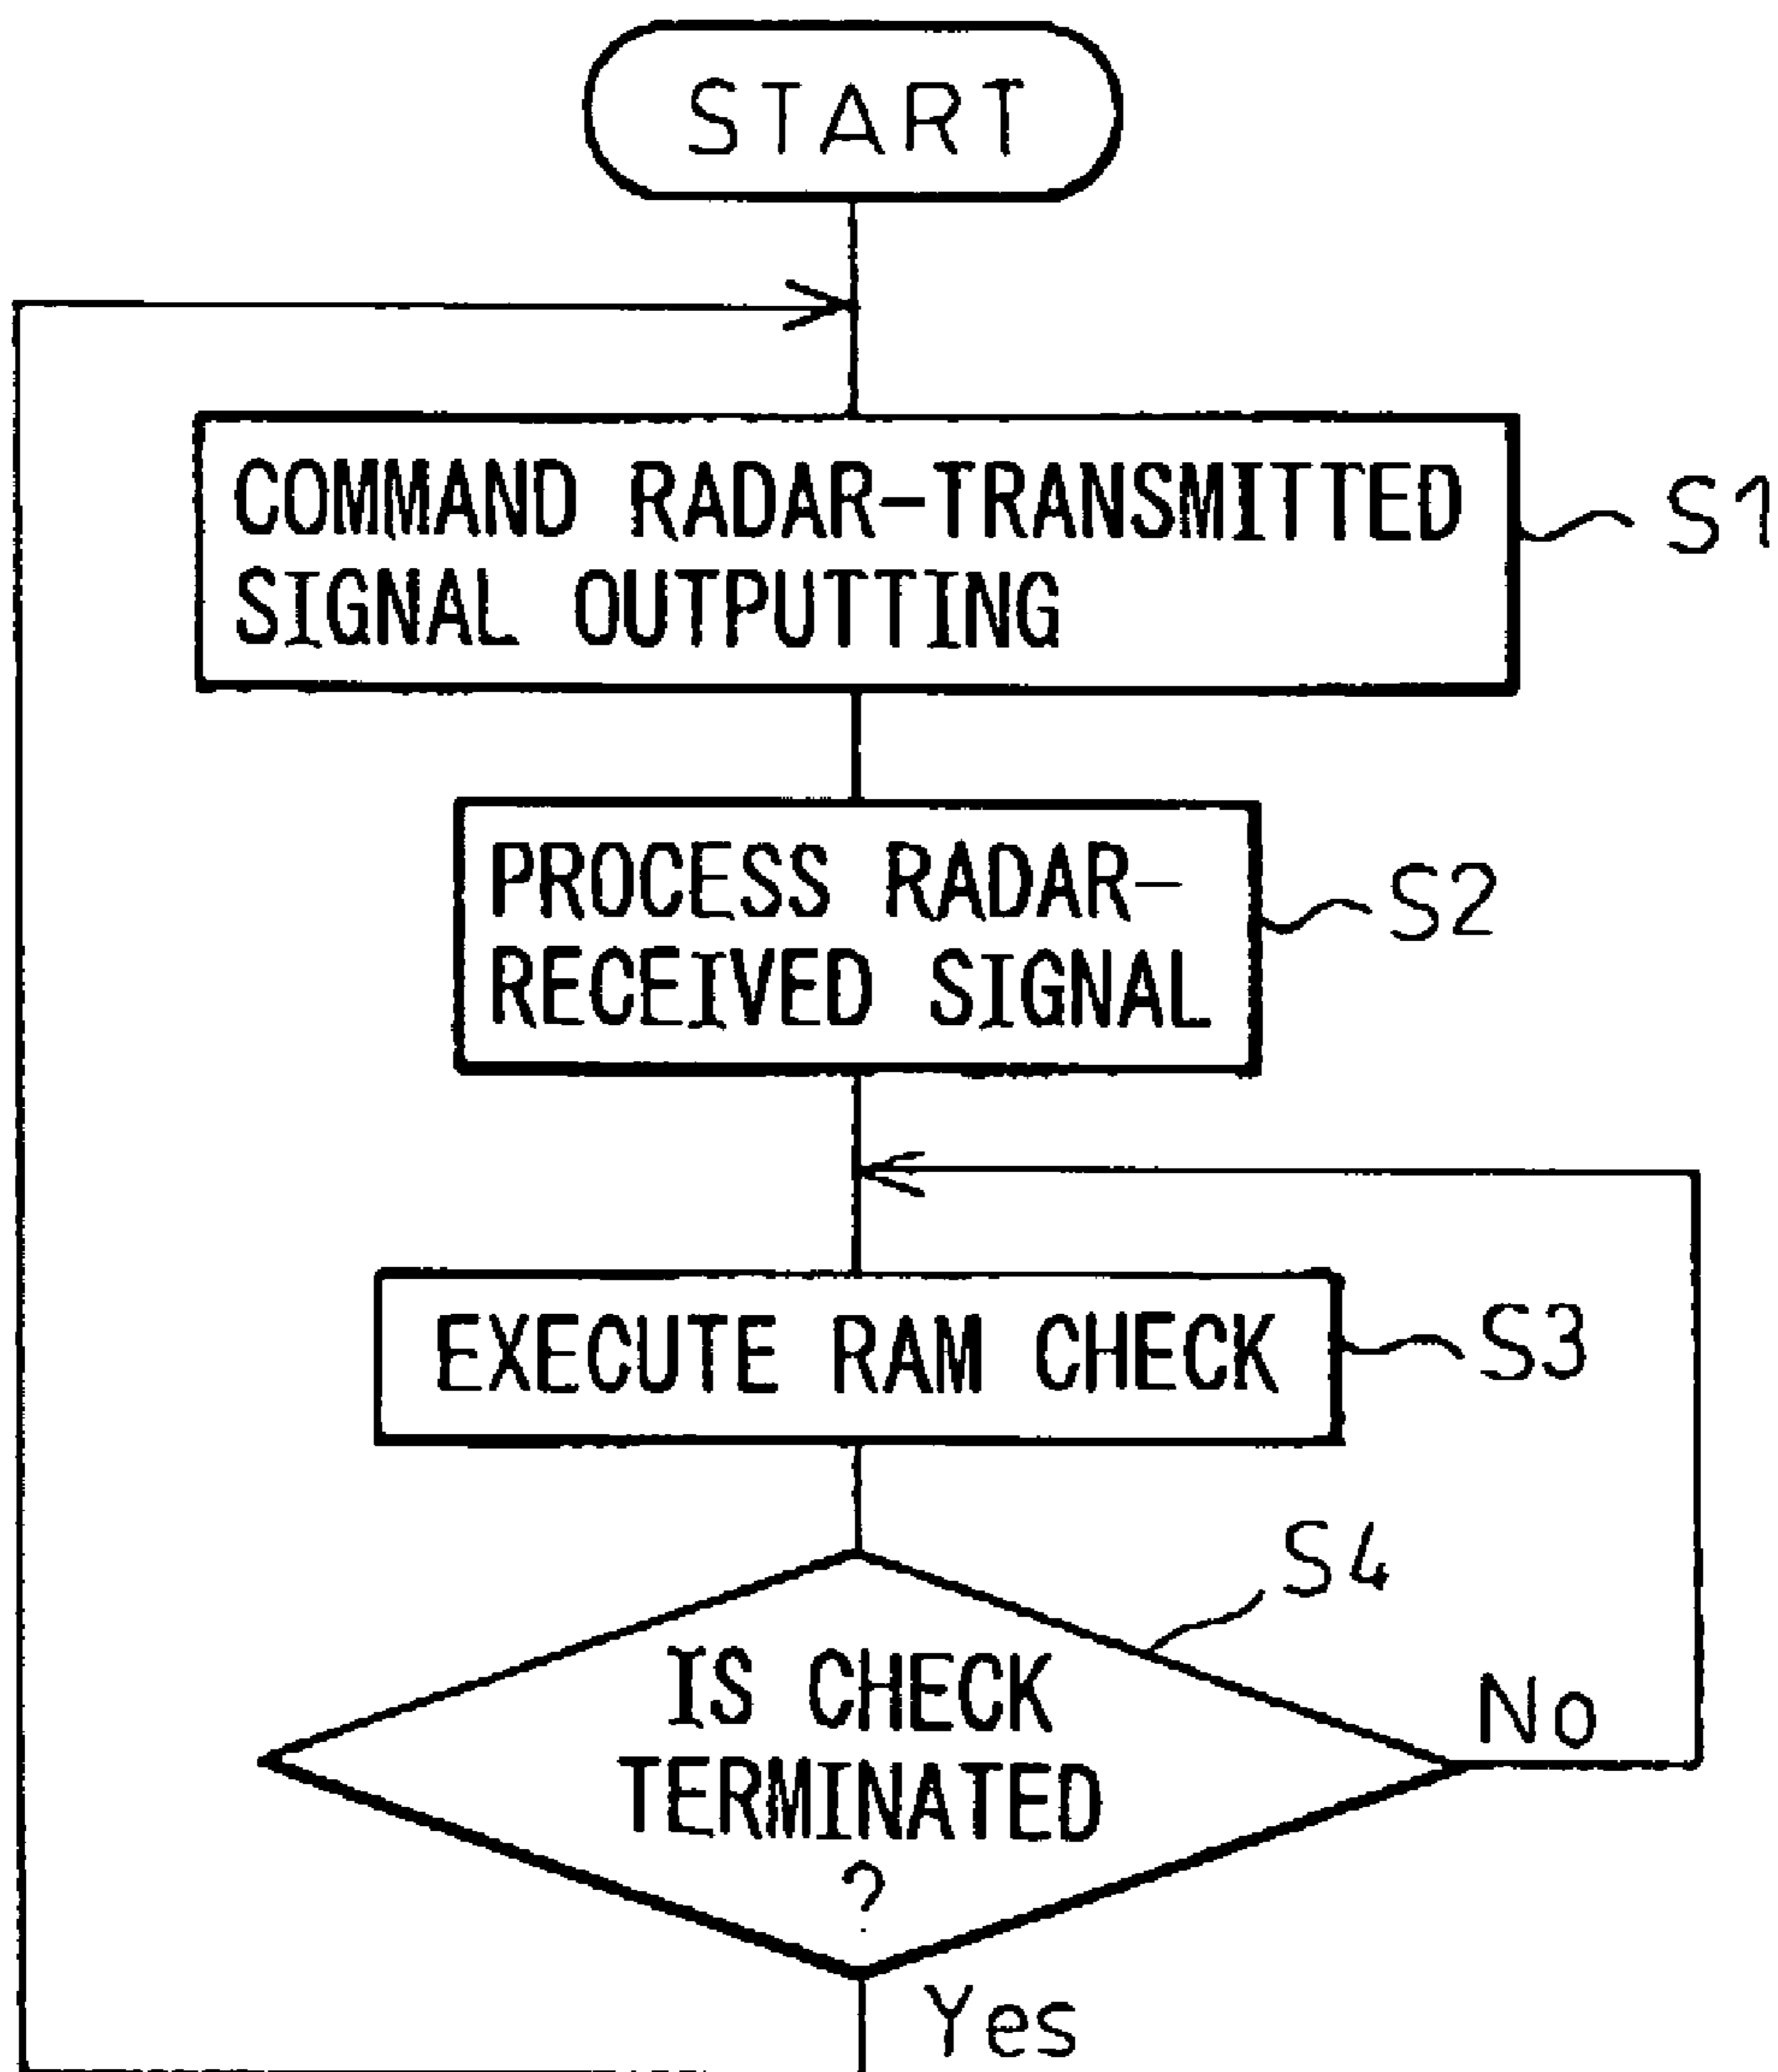 START
COMMAND RADAR-TRANSMITTED
SIGNAL OUTPUTTING
S1
PROCESS RADAR-
RECEIVED SIGNAL
S2
EXECUTE RAM CHECK
S3
S4
IS CHECK
TERMINATED
?
No
Yes